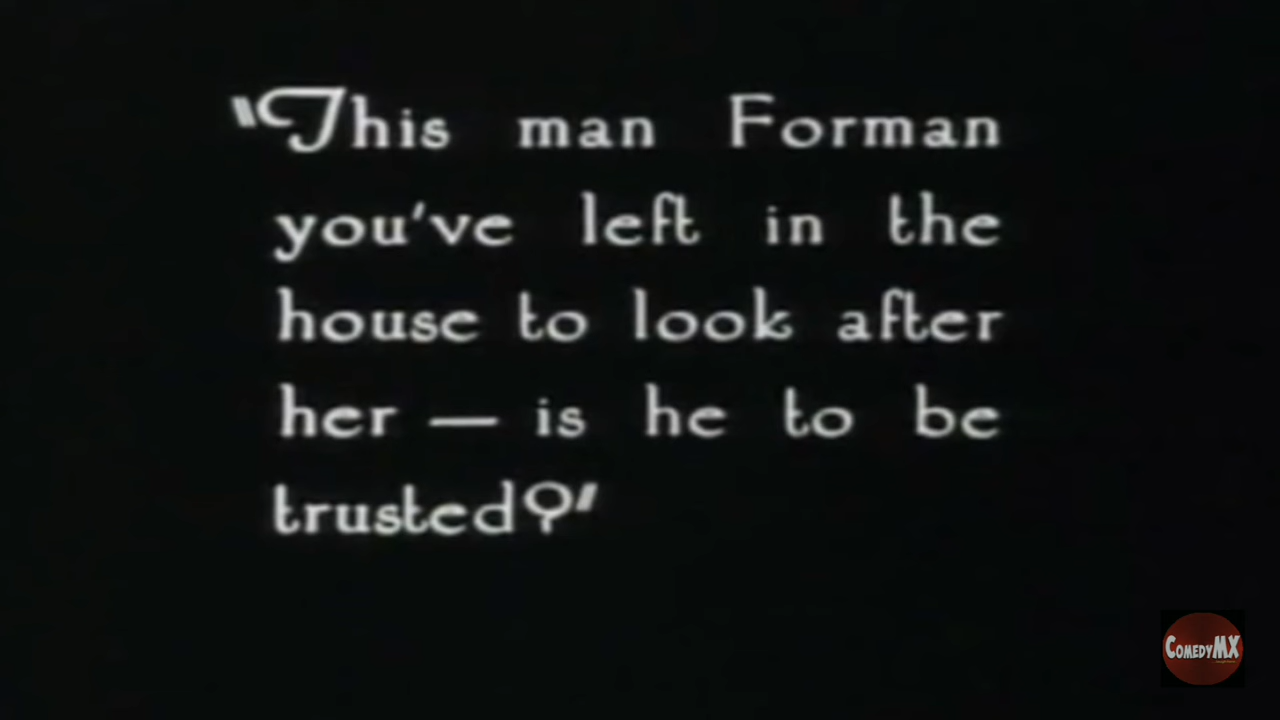 "This man Forman
you've left in the
house to look after
her — is he to be
trusted?"
COMEDYMX